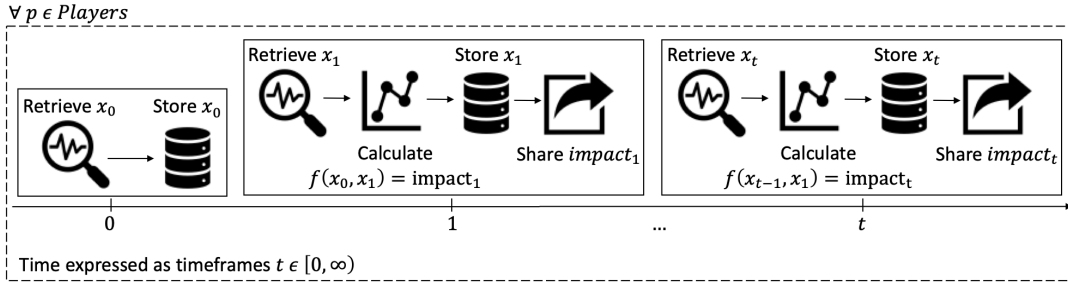 ∀ p ϵ Players
Retrieve x₀ Store x₀
Retrieve x₁ Store x₁
Calculate Share impact₁
f(x₀, x₁) = impact₁
Retrieve xₜ Store xₜ
Calculate Share impactₜ
f(xₜ₋₁, x₁) = impactₜ
0 1 ... t
Time expressed as timeframes t ϵ [0, ∞)